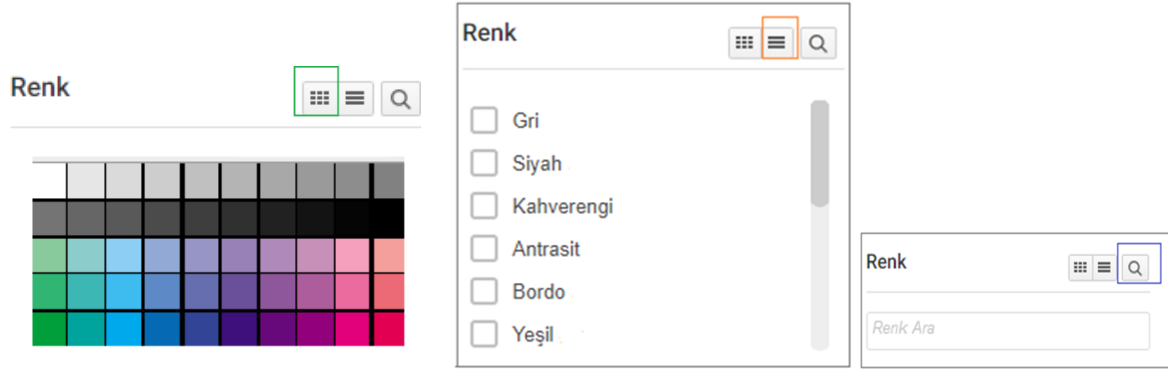 Renk
Renk
Gri
Siyah
Kahverengi
Antrasit
Bordo
Yeşil
Renk
Renk Ara